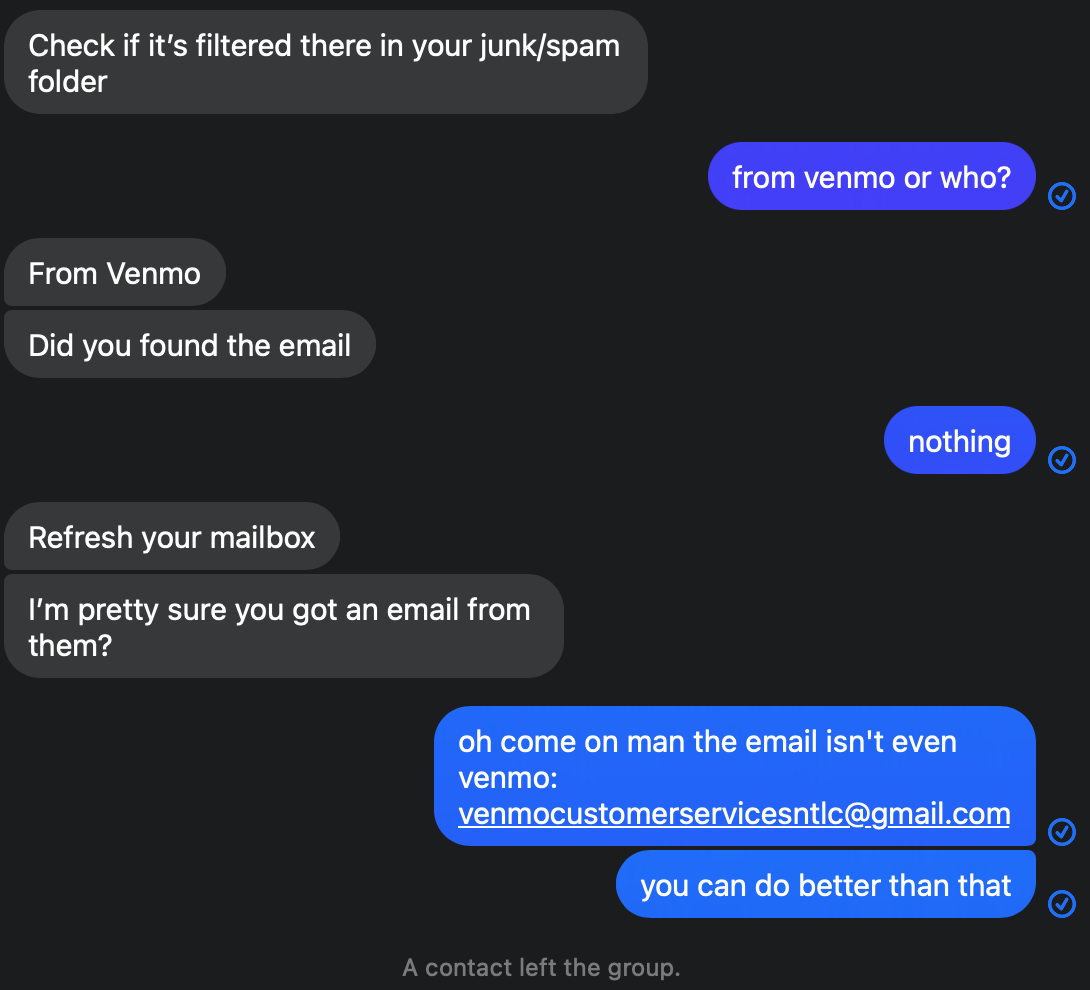 Check if it’s filtered there in your junk/spam
folder
from venmo or who?
From Venmo
Did you found the email
nothing
Refresh your mailbox
I’m pretty sure you got an email from
them?
oh come on man the email isn't even
venmo:
venmocustomerservicesntlc@gmail.com
you can do better than that
A contact left the group.